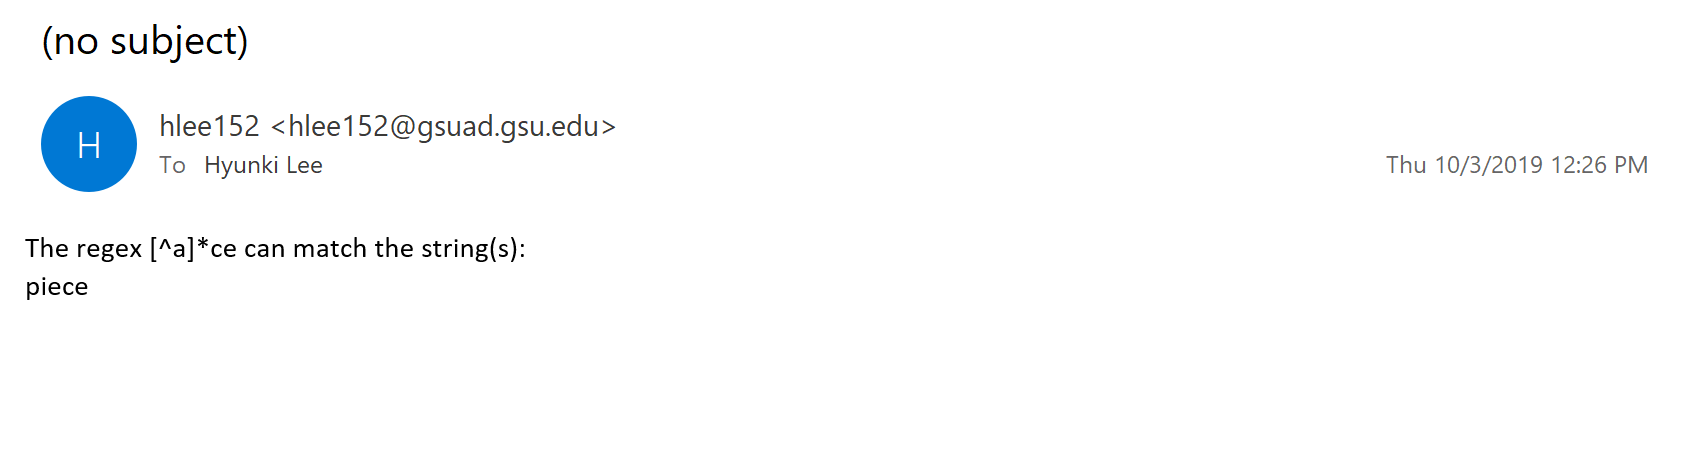 (no subject)
H
hlee152 <hlee152@gsuad.gsu.edu>
To Hyunki Lee
Thu 10/3/2019 12:26 PM
The regex [^a]*ce can match the string(s):
piece